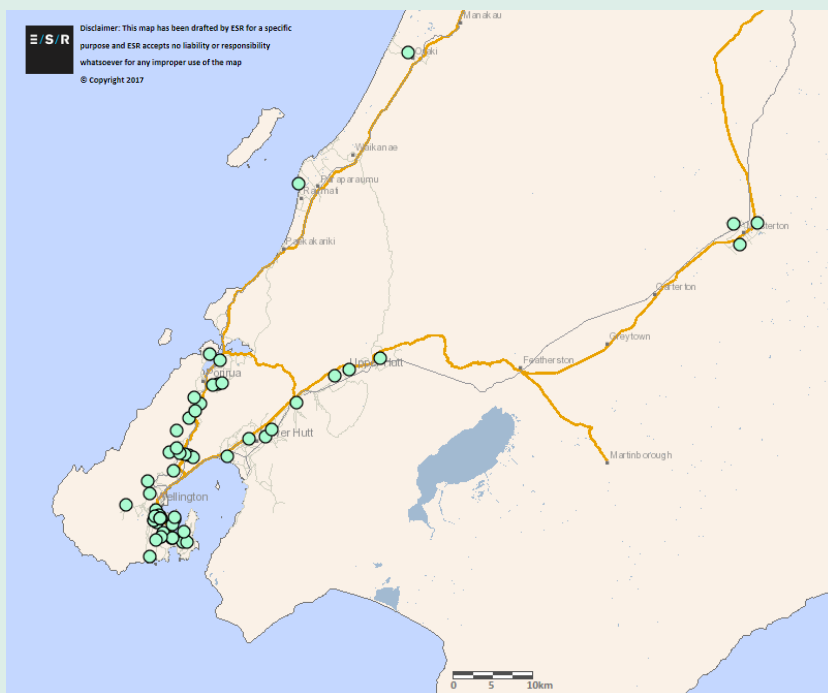 E/S/R
Disclaimer: This map has been drafted by ESR for a specific
purpose and ESR accepts no liability or responsibility
whatsoever for any improper use of the map
© Copyright 2017
Manakau
Waikanae
Paraparaumu
Paekakariki
Carterton
Greytown
Featherston
Upper Hutt
Martinborough
Wellington
0 5 10km